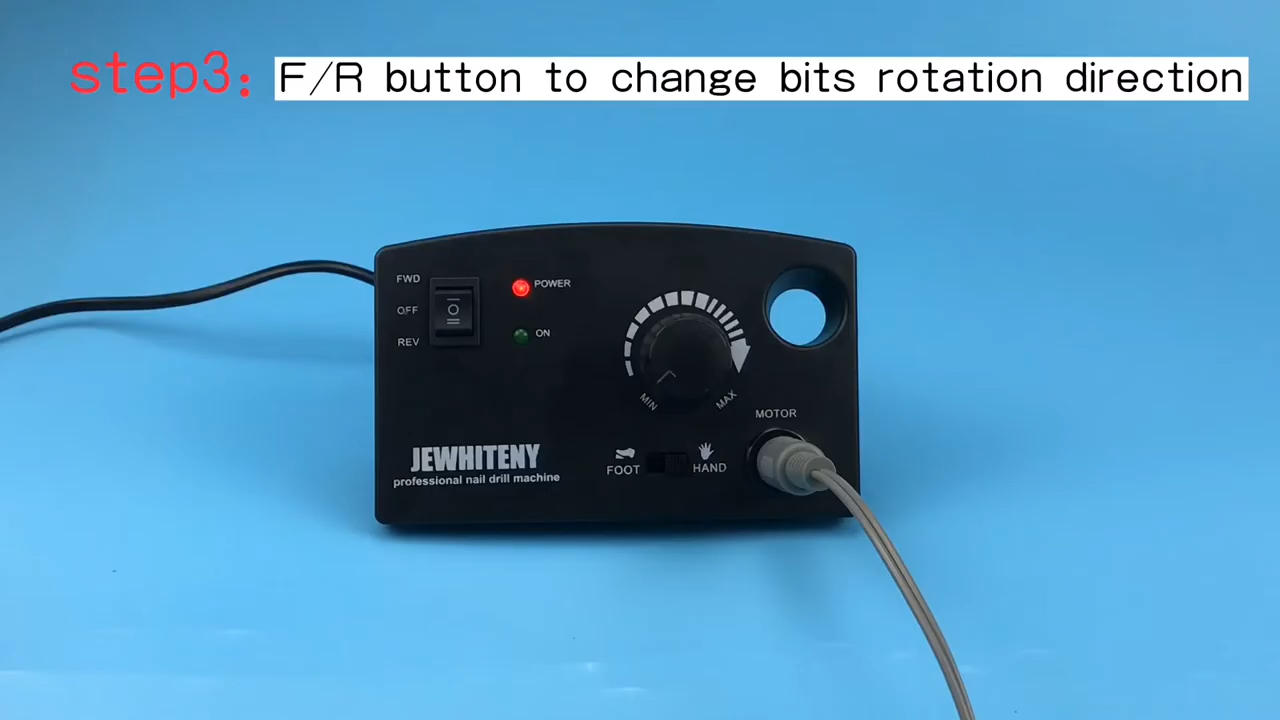 step3: F/R button to change bits rotation direction
FWD
OFF
REV
POWER
ON
MIN
MAX
MOTOR
FOOT
HAND
JEWHITENY
professional nail drill machine